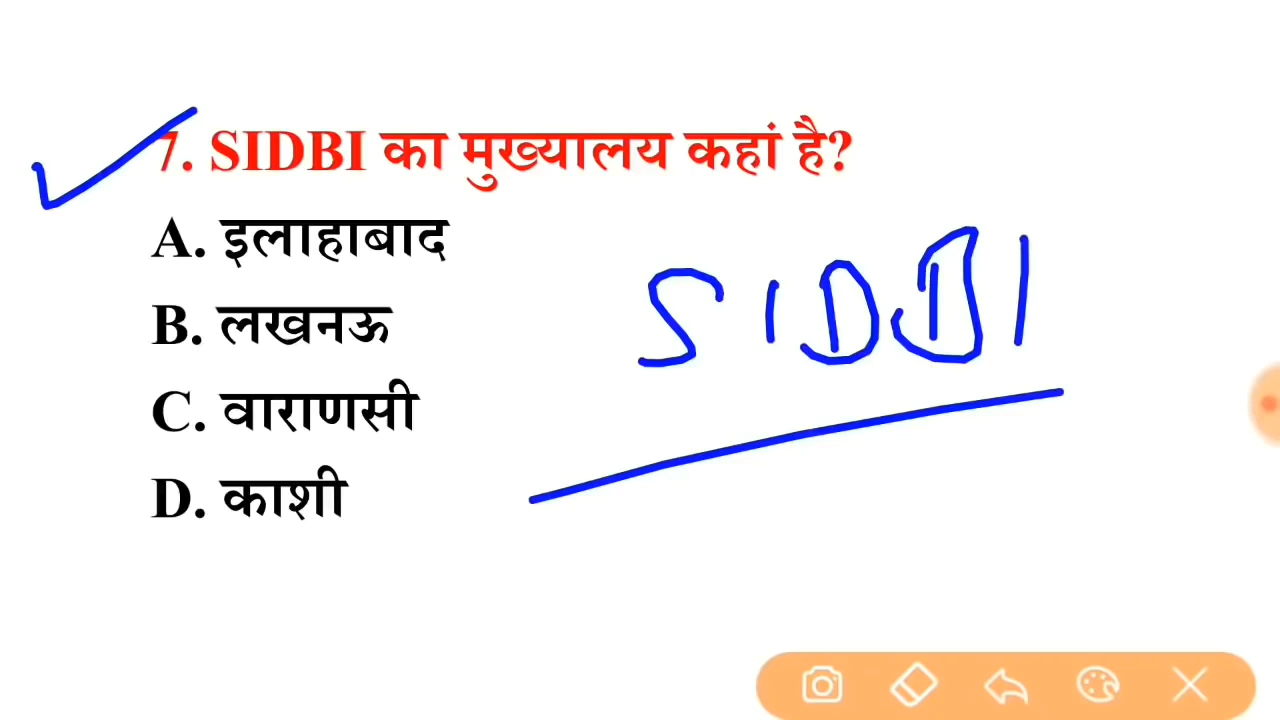 7. SIDBI का मुख्यालय कहां है?
A. इलाहाबाद
B. लखनऊ
C. वाराणसी
D. काशी
SIDBI